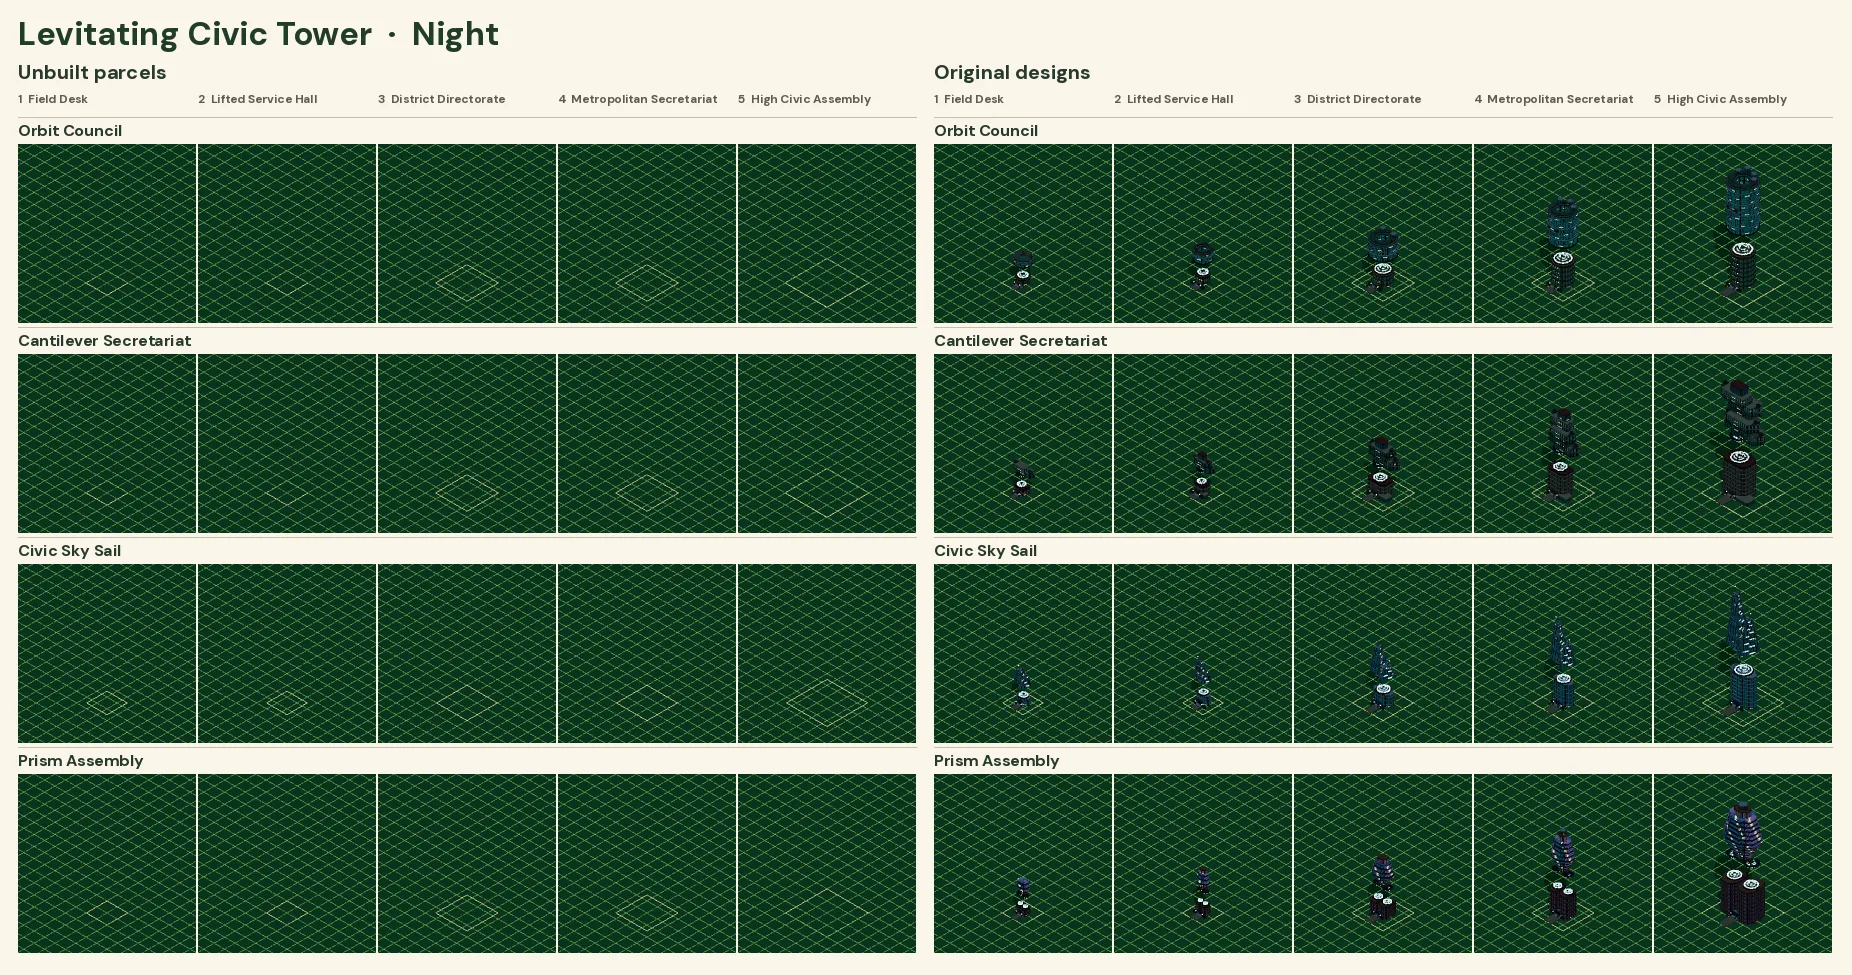 Levitating Civic Tower · Night
Unbuilt parcels
1 Field Desk
2 Lifted Service Hall
3 District Directorate
4 Metropolitan Secretariat
5 High Civic Assembly
Orbit Council
Cantilever Secretariat
Civic Sky Sail
Prism Assembly
Original designs
1 Field Desk
2 Lifted Service Hall
3 District Directorate
4 Metropolitan Secretariat
5 High Civic Assembly
Orbit Council
Cantilever Secretariat
Civic Sky Sail
Prism Assembly